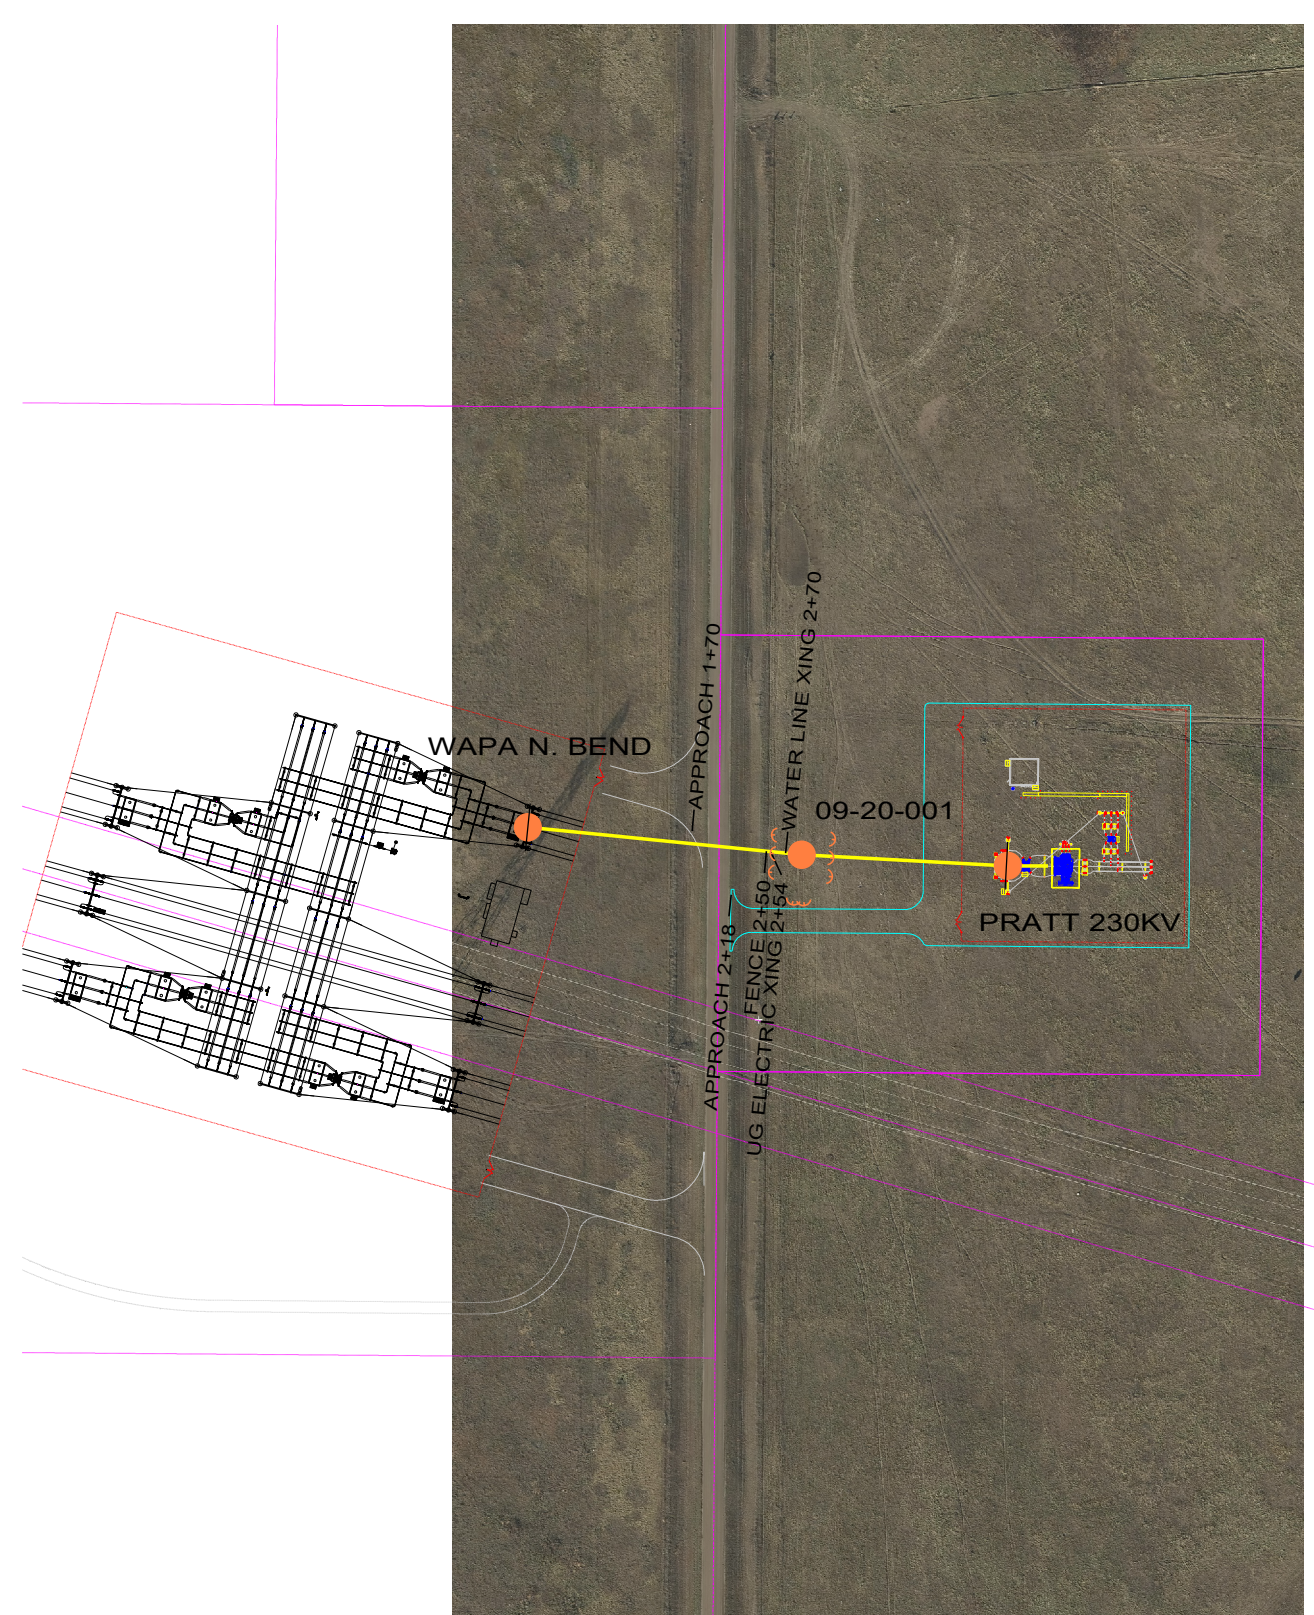 WATER LINE XING 2+70
APPROACH 1+70
WAPA N. BEND
09-20-001
PRATT 230KV
APPROACH 2+18
FENCE 2+50
UG ELECTRIC XING 2+54